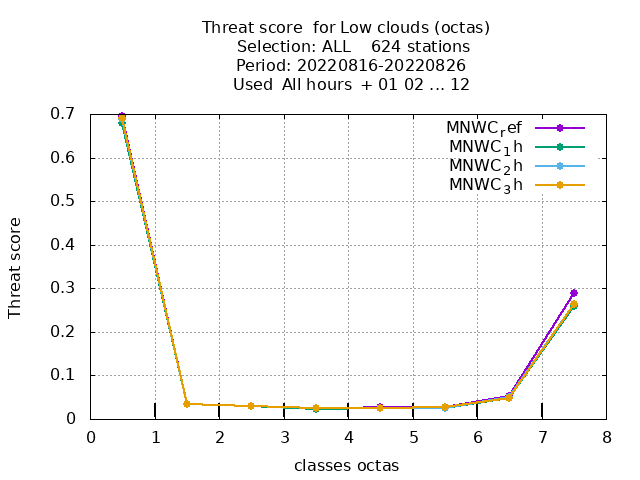 Threat score  for Low clouds (octas)
Selection: ALL    624 stations
Period: 20220816-20220826
Used  All hours  + 01 02 ... 12
MNWC_ref
MNWC_1h
MNWC_2h
MNWC_3h
Threat score
0.7
0.6
0.5
0.4
0.3
0.2
0.1
0
0 1 2 3 4 5 6 7 8
classes octas